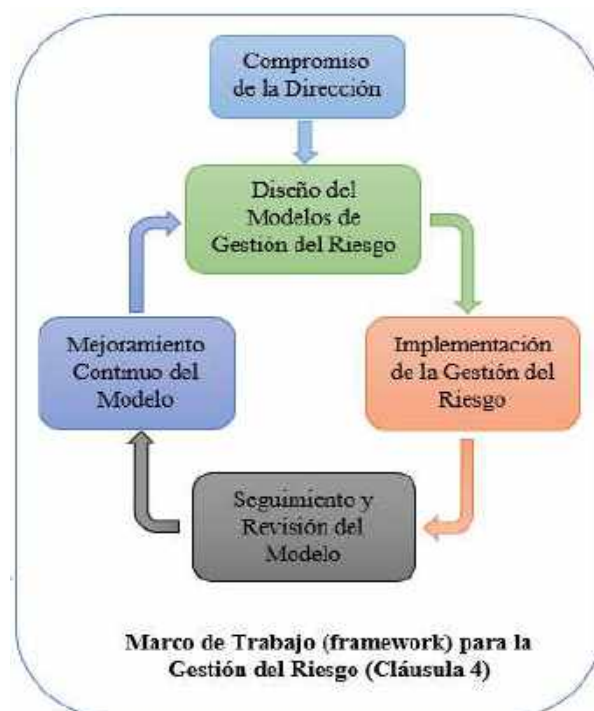 Compromiso
de la Dirección
Diseño del
Modelos de
Gestión del Riesgo
Mejoramiento
Continuo del
Modelo
Implementación
de la Gestión del
Riesgo
Seguimiento y
Revisión del
Modelo
Marco de Trabajo (framework) para la
Gestión del Riesgo (Cláusula 4)